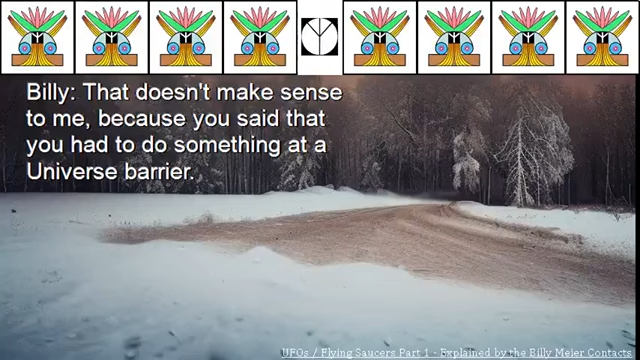 Billy: That doesn't make sense
to me, because you said that
you had to do something at a
Universe barrier.
UFOs / Flying Saucers Part 1 - Explained by the Billy Meier Contacts